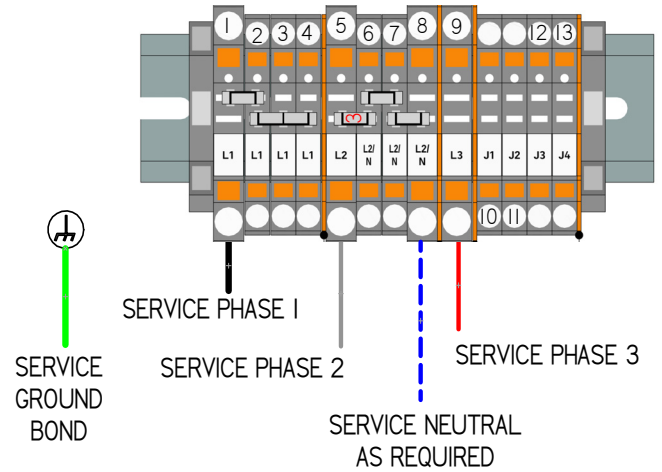 1 2 3 4 5 6 7 8 9 12 13
3
L1 L1 L1 L1 L2 L2/N L2/N L2/N L3 J1 J2 J3 J4
10 11
SERVICE PHASE 1
SERVICE PHASE 2
SERVICE PHASE 3
SERVICE
GROUND
BOND
SERVICE NEUTRAL
AS REQUIRED